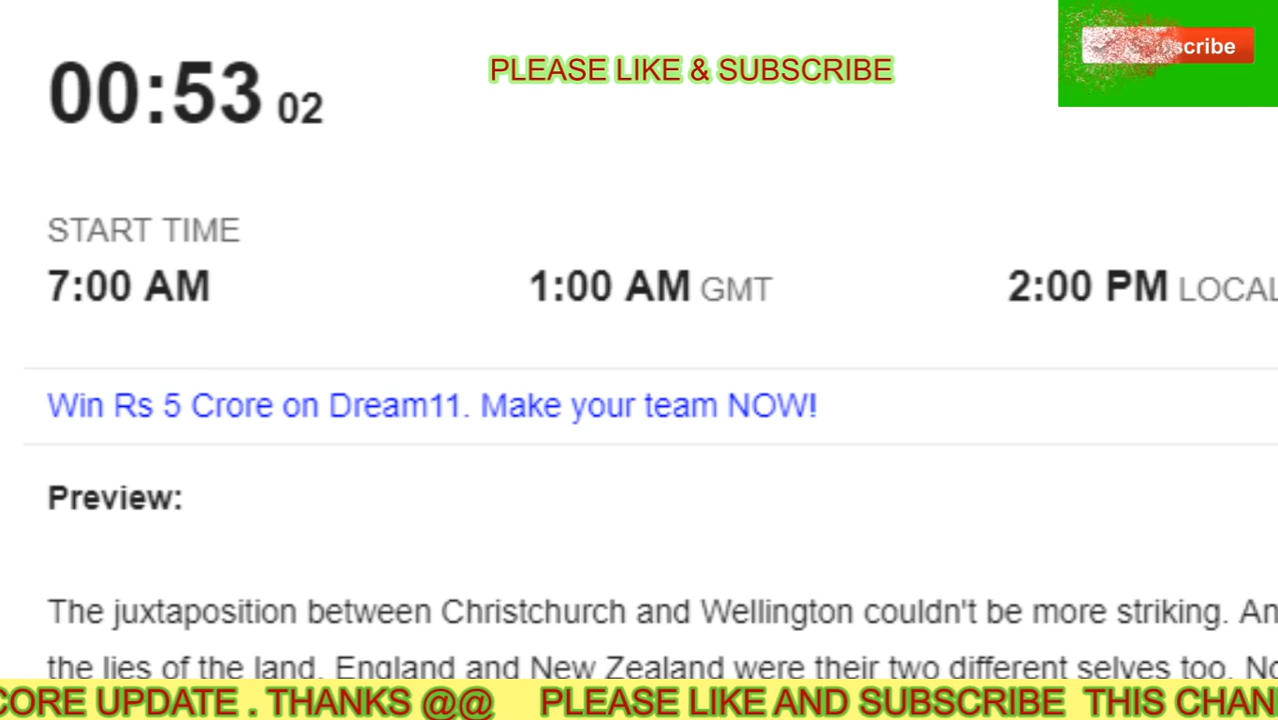 00:53 02
PLEASE LIKE & SUBSCRIBE
scribe
START TIME
7:00 AM
1:00 AM GMT
2:00 PM LOCAL
Win Rs 5 Crore on Dream11. Make your team NOW!
Preview:
The juxtaposition between Christchurch and Wellington couldn't be more striking. An
the lies of the land, England and New Zealand were their two different selves too. No
CORE UPDATE . THANKS @@ PLEASE LIKE AND SUBSCRIBE THIS CHAN